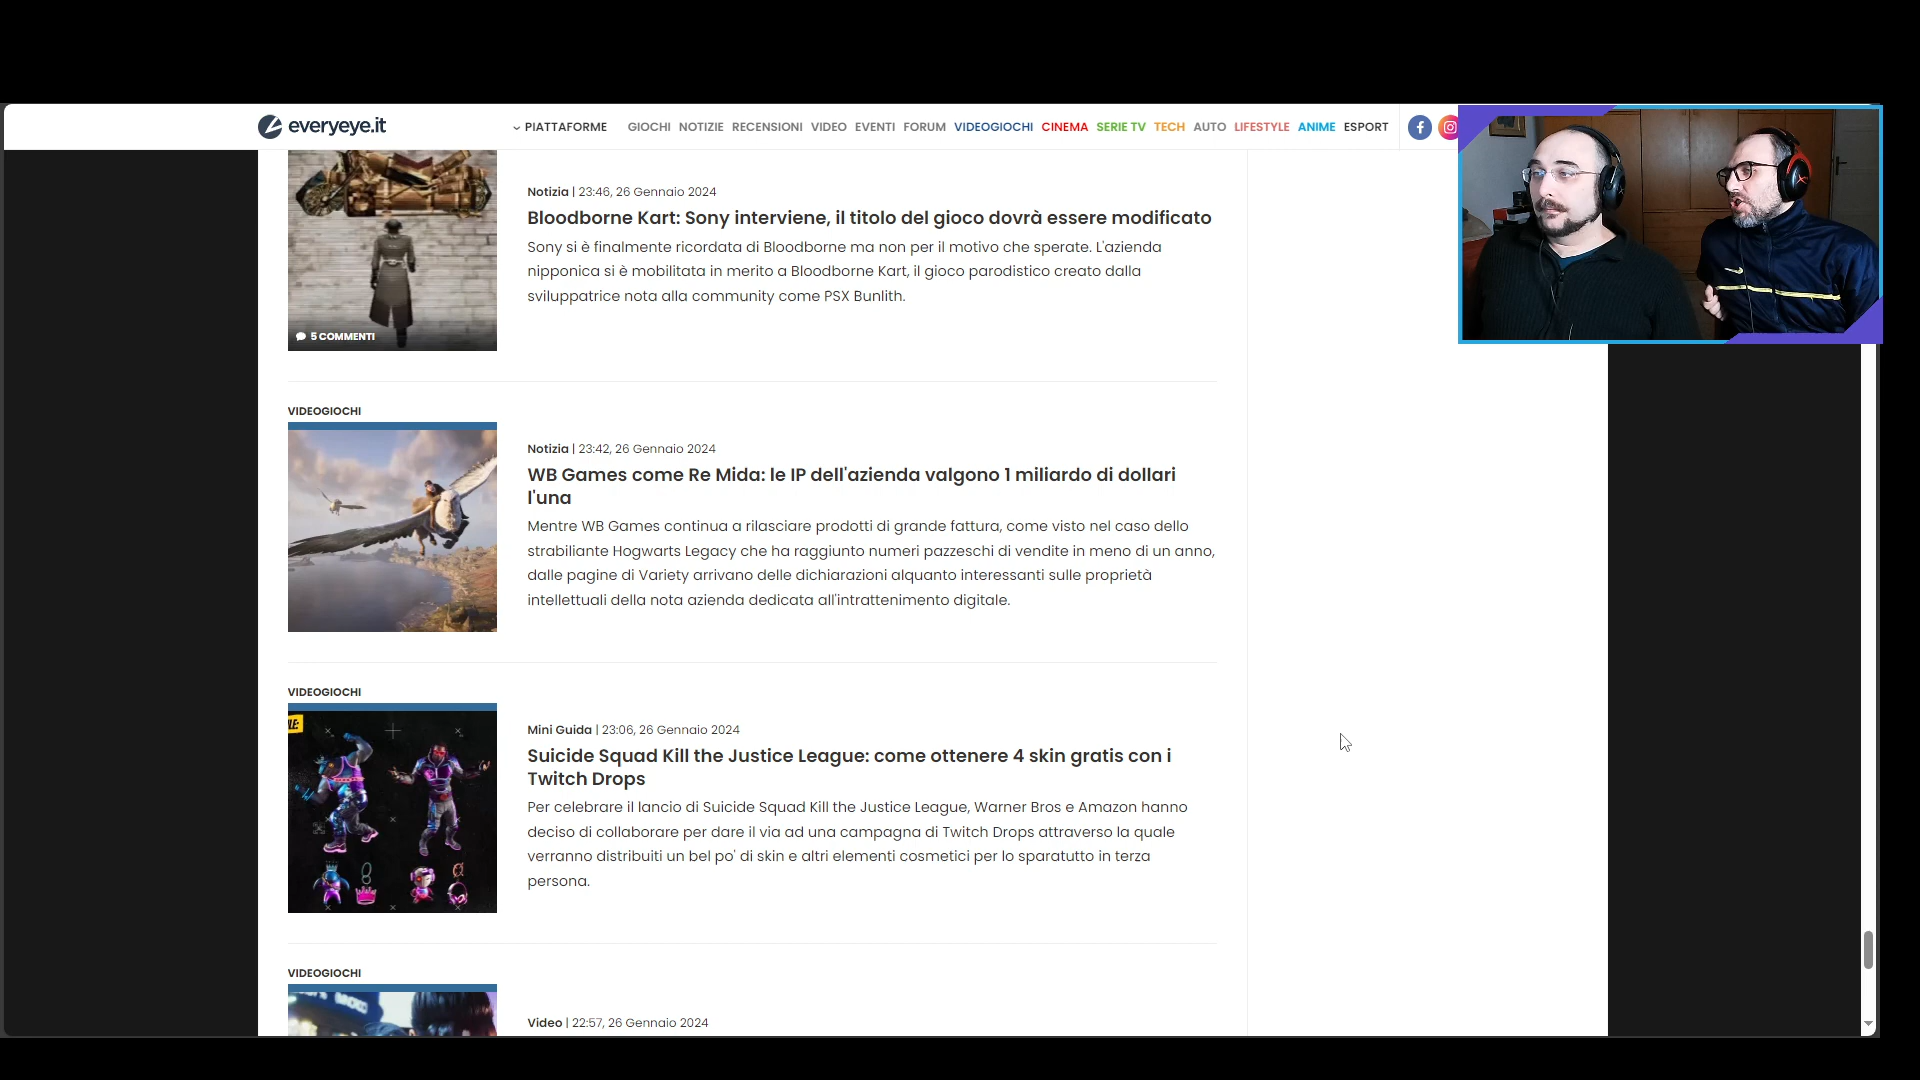 everyeye.it
PIATTAFORME GIOCHI NOTIZIE RECENSIONI VIDEO EVENTI FORUM VIDEOGIOCHI CINEMA SERIE TV TECH AUTO LIFESTYLE ANIME ESPORT
Notizia | 23:46, 26 Gennaio 2024
Bloodborne Kart: Sony interviene, il titolo del gioco dovrà essere modificato
Sony si è finalmente ricordata di Bloodborne ma non per il motivo che sperate. L'azienda
nipponica si è mobilitata in merito a Bloodborne Kart, il gioco parodistico creato dalla
sviluppatrice nota alla community come PSX Bunlith.
5 COMMENTI
VIDEOGIOCHI
Notizia | 23:42, 26 Gennaio 2024
WB Games come Re Mida: le IP dell'azienda valgono 1 miliardo di dollari
l'una
Mentre WB Games continua a rilasciare prodotti di grande fattura, come visto nel caso dello
strabiliante Hogwarts Legacy che ha raggiunto numeri pazzeschi di vendite in meno di un anno,
dalle pagine di Variety arrivano delle dichiarazioni alquanto interessanti sulle proprietà
intellettuali della nota azienda dedicata all'intrattenimento digitale.
VIDEOGIOCHI
Mini Guida | 23:06, 26 Gennaio 2024
Suicide Squad Kill the Justice League: come ottenere 4 skin gratis con i
Twitch Drops
Per celebrare il lancio di Suicide Squad Kill the Justice League, Warner Bros e Amazon hanno
deciso di collaborare per dare il via ad una campagna di Twitch Drops attraverso la quale
verranno distribuiti un bel po' di skin e altri elementi cosmetici per lo sparatutto in terza
persona.
VIDEOGIOCHI
Video | 22:57, 26 Gennaio 2024